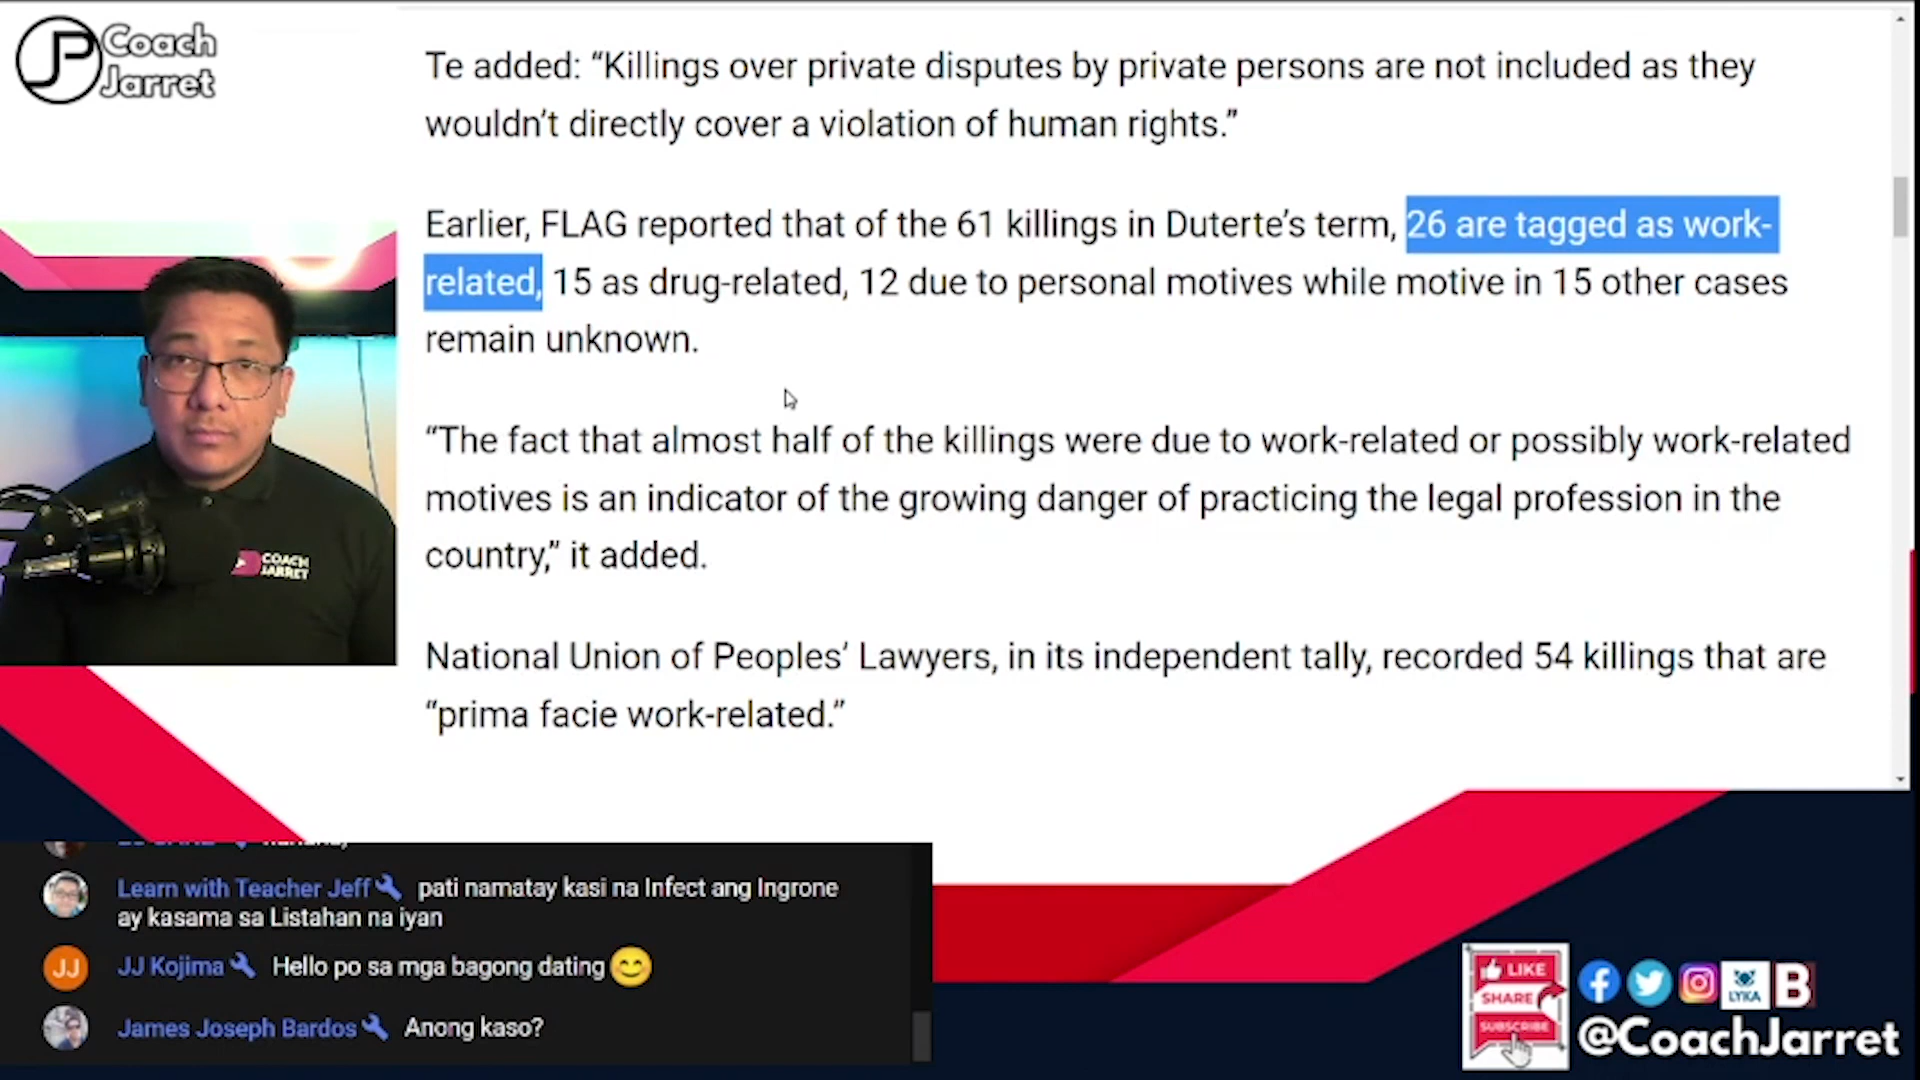 Coach
Jarret
Te added: “Killings over private disputes by private persons are not included as they
wouldn’t directly cover a violation of human rights.”
Earlier, FLAG reported that of the 61 killings in Duterte’s term, 26 are tagged as work-
related, 15 as drug-related, 12 due to personal motives while motive in 15 other cases
remain unknown.
“The fact that almost half of the killings were due to work-related or possibly work-related
motives is an indicator of the growing danger of practicing the legal profession in the
country,” it added.
National Union of Peoples’ Lawyers, in its independent tally, recorded 54 killings that are
“prima facie work-related.”
COACH
JARRET
Learn with Teacher Jeff pati namatay kasi na Infect ang Ingrone
ay kasama sa Listahan na iyan
JJ
JJ Kojima Hello po sa mga bagong dating
James Joseph Bardos Anong kaso?
LIKE
SHARE
SUBSCRIBE
LYKA
B
@CoachJarret